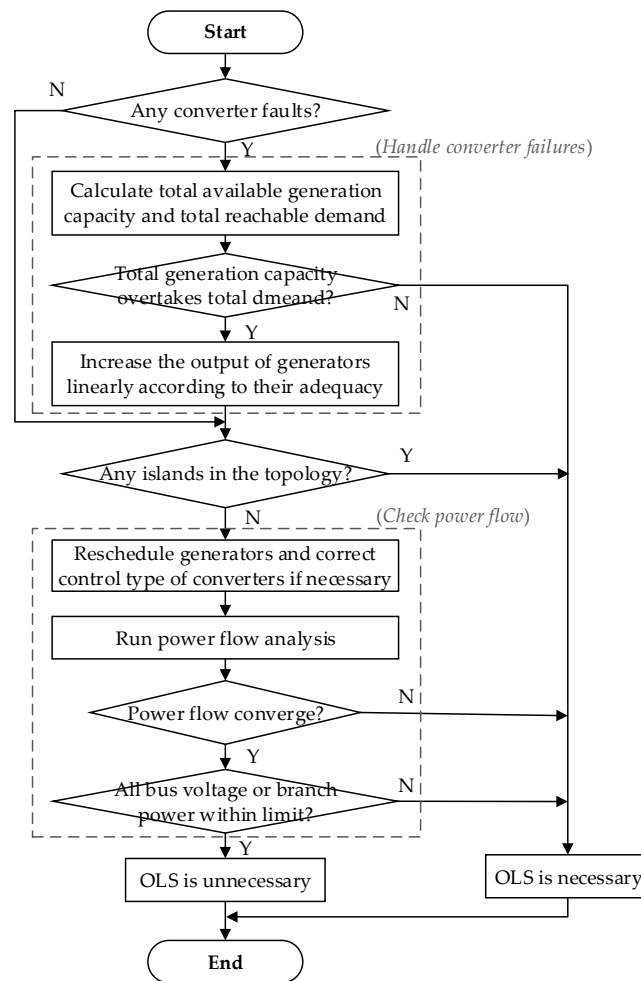 Start
N
Any converter faults?
Y
(Handle converter failures)
Calculate total available generation
capacity and total reachable demand
Total generation capacity
overtakes total dmeand?
N
Y
Increase the output of generators
linearly according to their adequacy
Any islands in the topology?
Y
N
(Check power flow)
Reschedule generators and correct
control type of converters if necessary
Run power flow analysis
Power flow converge?
N
Y
All bus voltage or branch
power within limit?
N
Y
OLS is unnecessary
OLS is necessary
End